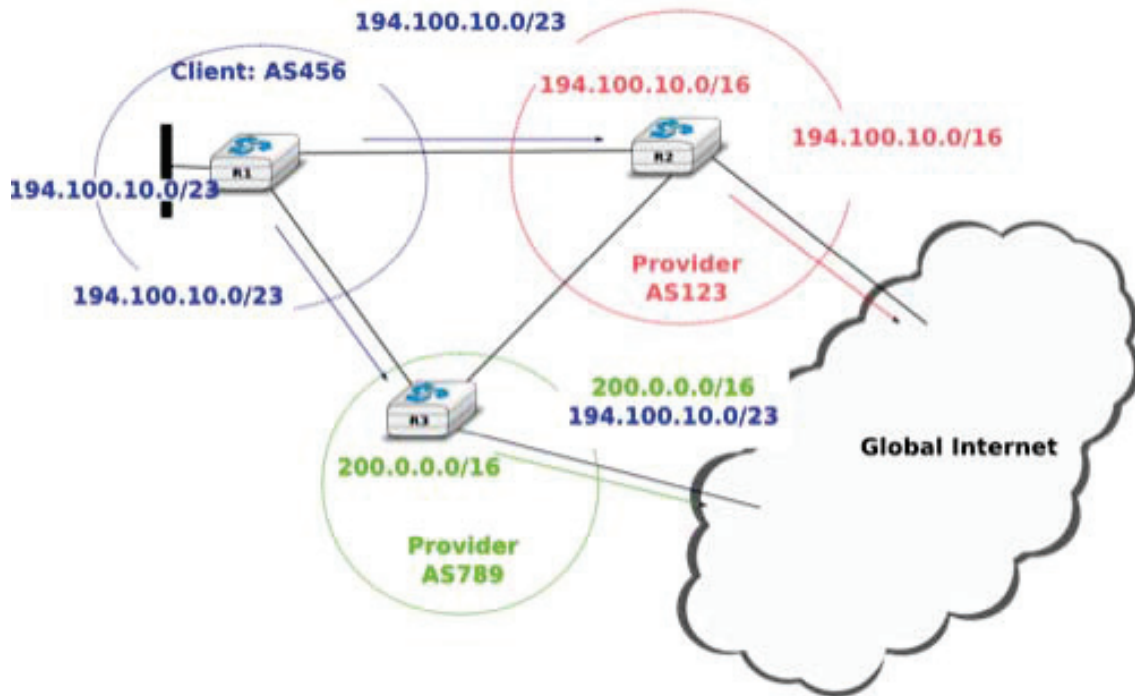 194.100.10.0/23
Client: AS456
194.100.10.0/16
194.100.10.0/16
R1
R2
194.100.10.0/23
Provider
AS123
194.100.10.0/23
200.0.0.0/16
194.100.10.0/23
R3
Global Internet
200.0.0.0/16
Provider
AS789